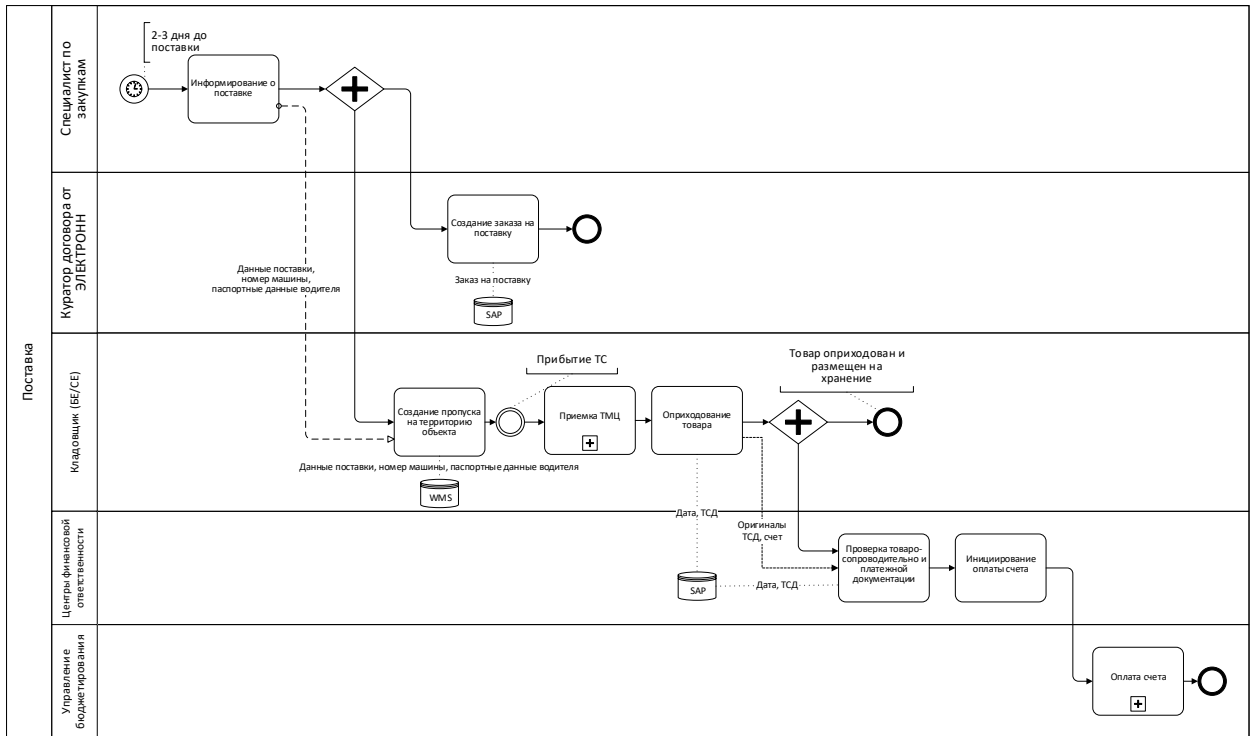 Поставка
Специалист по
закупкам
2-3 дня до
поставки
Информирование о
поставке
Куратор договора от
ЭЛЕКТРОНН
Создание заказа на
поставку
Данные поставки,
номер машины,
паспортные данные водителя
Заказ на поставку
SAP
Кладовщик (БЕ/СЕ)
Прибытие ТС
Товар оприходован и
размещен на
хранение
Создание пропуска
на территорию
объекта
Приемка ТМЦ
Оприходование
товара
Данные поставки, номер машины, паспортные данные водителя
WMS
Центры финансовой
ответственности
Дата, ТСД
Оригиналы
ТСД, счет
Проверка товаро-
сопроводительно и
платежной
документации
Инициирование
оплаты счета
SAP
Дата, ТСД
Управление
бюджетирования
Оплата счета